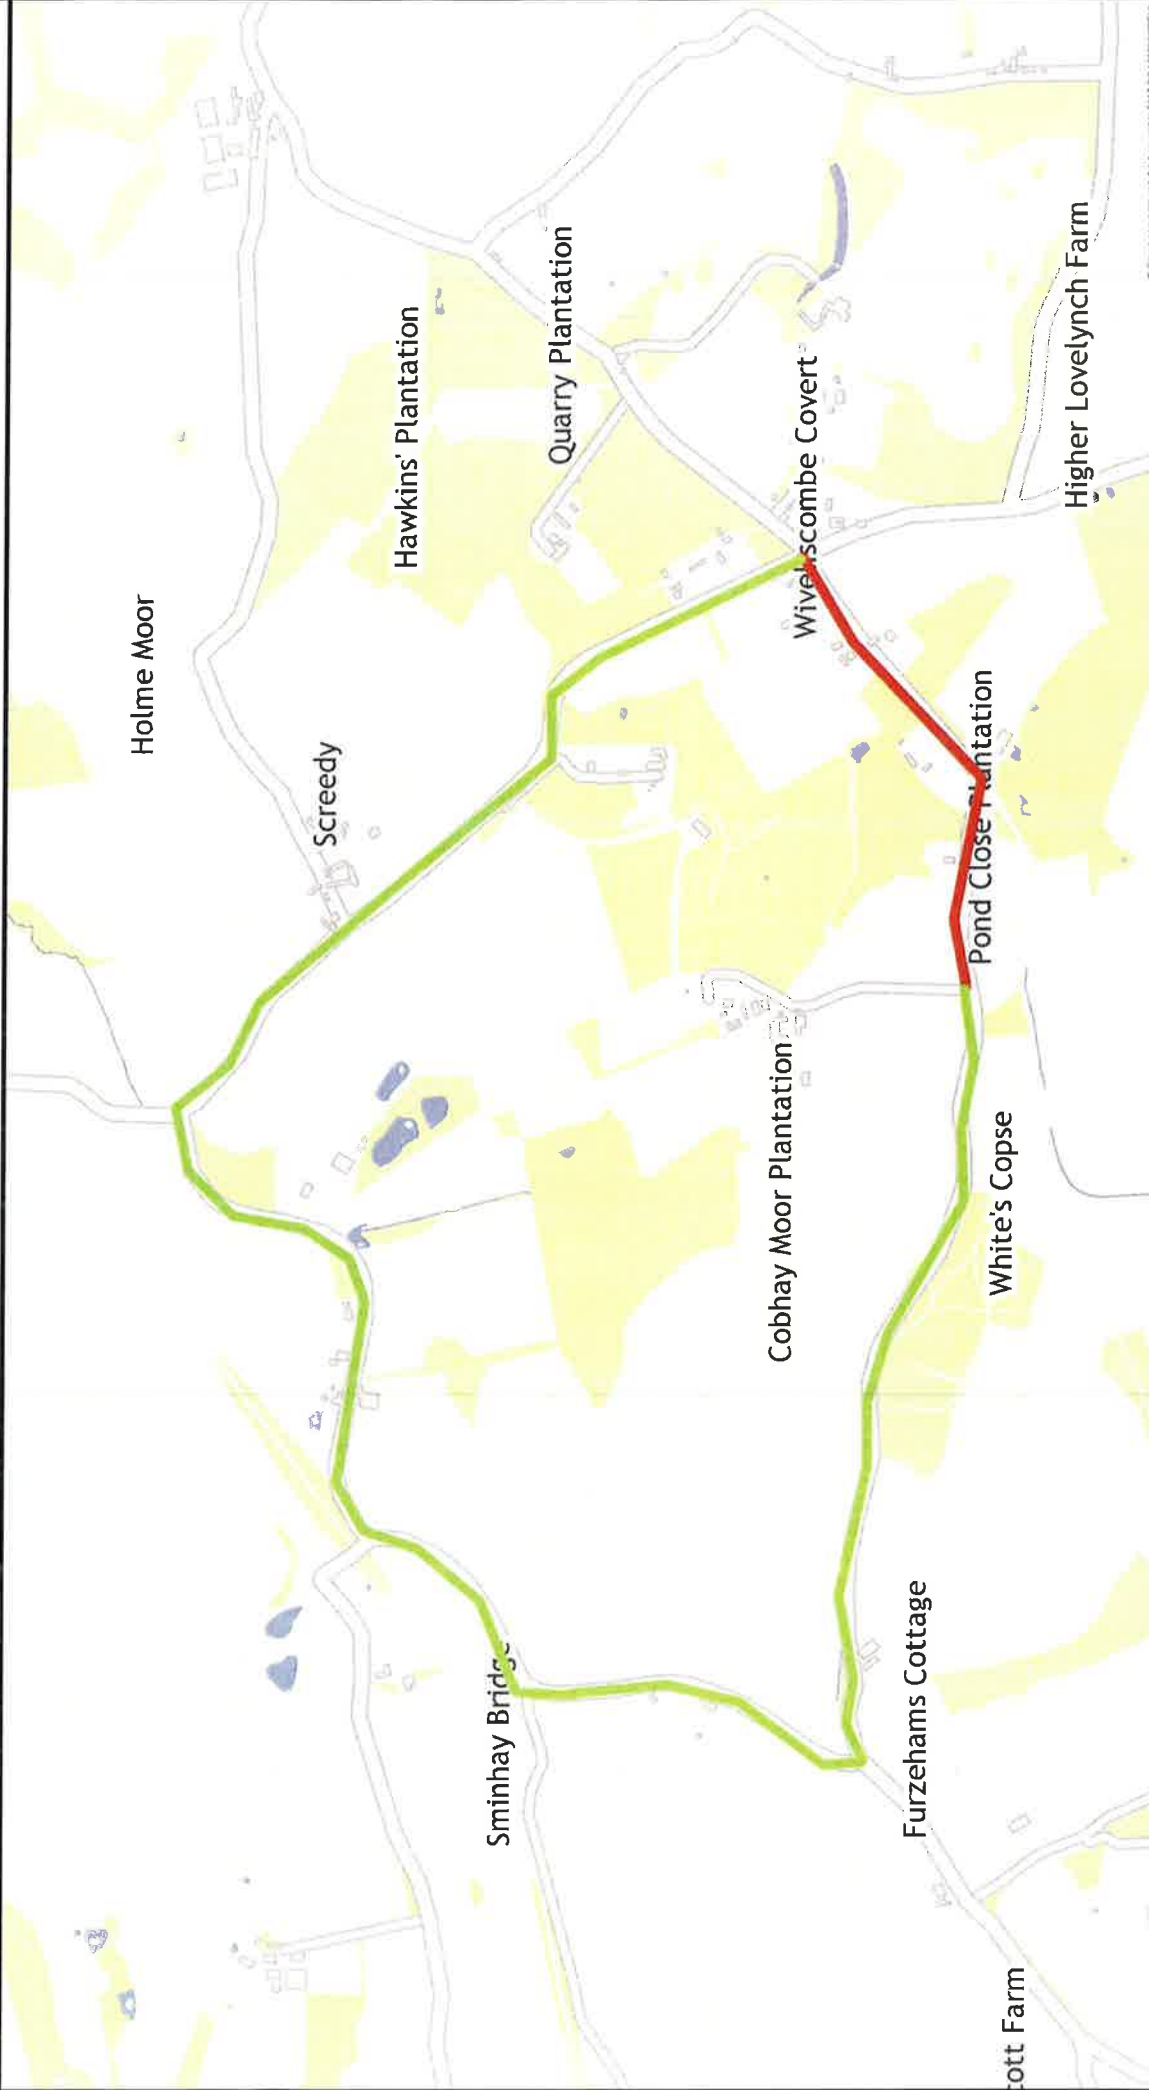 Holme Moor
Screedy
Hawkins' Plantation
Quarry Plantation
Wiveliscombe Covert
Higher Lovelynch Farm
Pond Close Plantation
Cobhay Moor Plantation
White's Copse
Sminhay Bridge
Furzehams Cottage
cott Farm